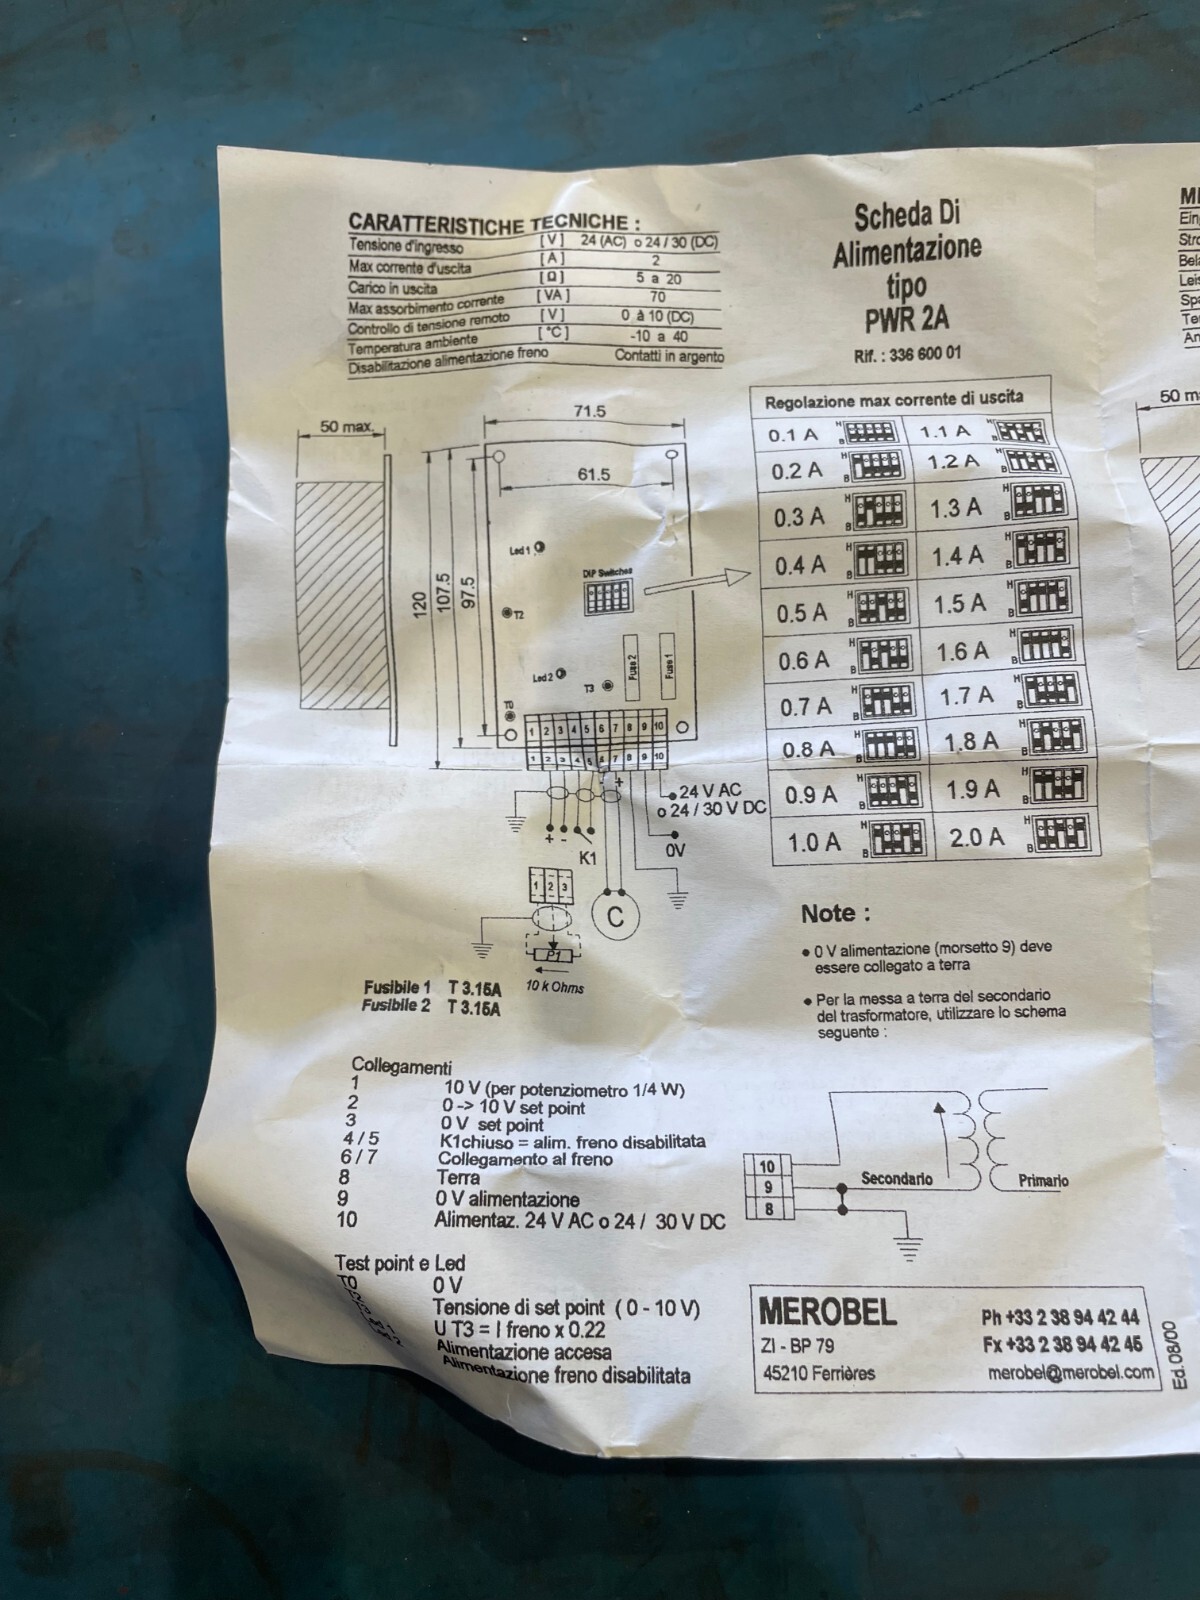 CARATTERISTICHE TECNICHE :
Tensione d'ingresso [ V ] 24 (AC) o 24 / 30 (DC)
Max corrente d'uscita [ A ] 2
Carico in uscita [ Ω ] 5 a 20
Max assorbimento corrente [ VA ] 70
Controllo di tensione remoto [ V ] 0 à 10 (DC)
Temperatura ambiente [ °C ] -10 a 40
Disabilitazione alimentazione freno Contatti in argento
Scheda Di
Alimentazione
tipo
PWR 2A
Rif. : 336 600 01
50 max.
71.5
61.5
120
107.5
97.5
Led 1
DIP Switches
T2
Led 2
T3
Fuse 2
Fuse 1
T0
1 2 3 4 5 6 7 8 9 10
1 2 3 4 5 6 7 8 9 10
- +
24 V AC
o 24 / 30 V DC
+ -
K1
0V
1 2 3
C
P1
10 k Ohms
Fusibile 1 T 3.15A
Fusibile 2 T 3.15A
Regolazione max corrente di uscita
0.1 A H B 1.1 A H B
0.2 A H B 1.2 A H B
0.3 A H B 1.3 A H B
0.4 A H B 1.4 A H B
0.5 A H B 1.5 A H B
0.6 A H B 1.6 A H B
0.7 A H B 1.7 A H B
0.8 A H B 1.8 A H B
0.9 A H B 1.9 A H B
1.0 A H B 2.0 A H B
Note :
• 0 V alimentazione (morsetto 9) deve
essere collegato a terra
• Per la messa a terra del secondario
del trasformatore, utilizzare lo schema
seguente :
Collegamenti
1 10 V (per potenziometro 1/4 W)
2 0 -> 10 V set point
3 0 V set point
4 / 5 K1chiuso = alim. freno disabilitata
6 / 7 Collegamento al freno
8 Terra
9 0 V alimentazione
10 Alimentaz. 24 V AC o 24 / 30 V DC
10
9
8
Secondario
Primario
Test point e Led
T0 0 V
Tensione di set point ( 0 - 10 V)
U T3 = I freno x 0.22
Alimentazione accesa
Alimentazione freno disabilitata
MEROBEL
ZI - BP 79
45210 Ferrières
Ph +33 2 38 94 42 44
Fx +33 2 38 94 42 45
merobel@merobel.com
Ed. 08/00
50 m